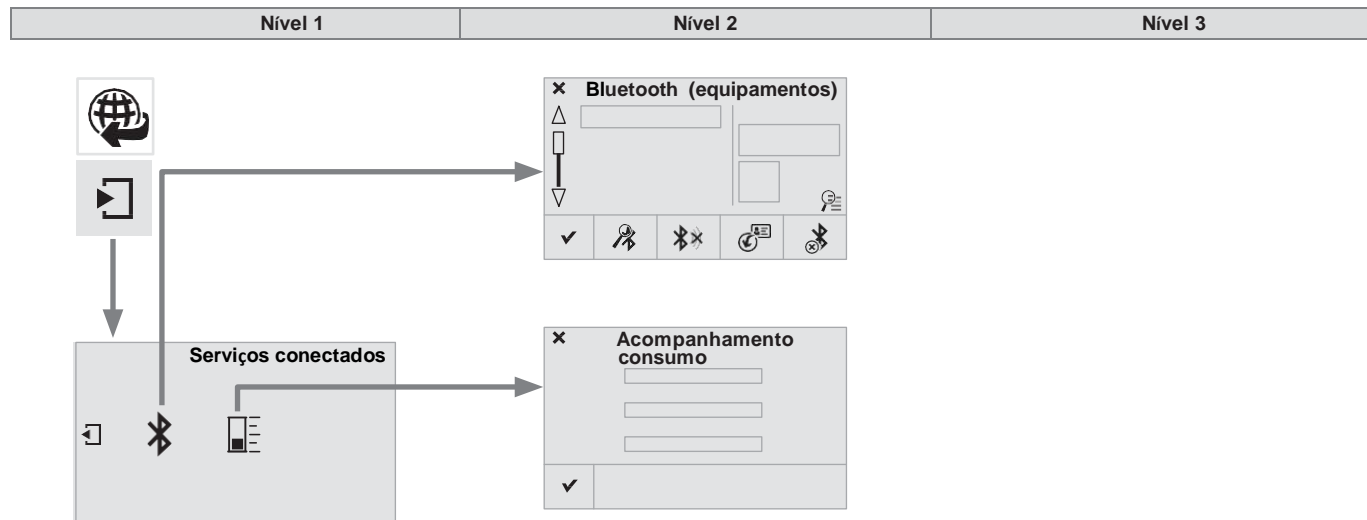 Nível 1
Nível 2
Nível 3
Bluetooth (equipamentos)
Serviços conectados
Acompanhamento
consumo